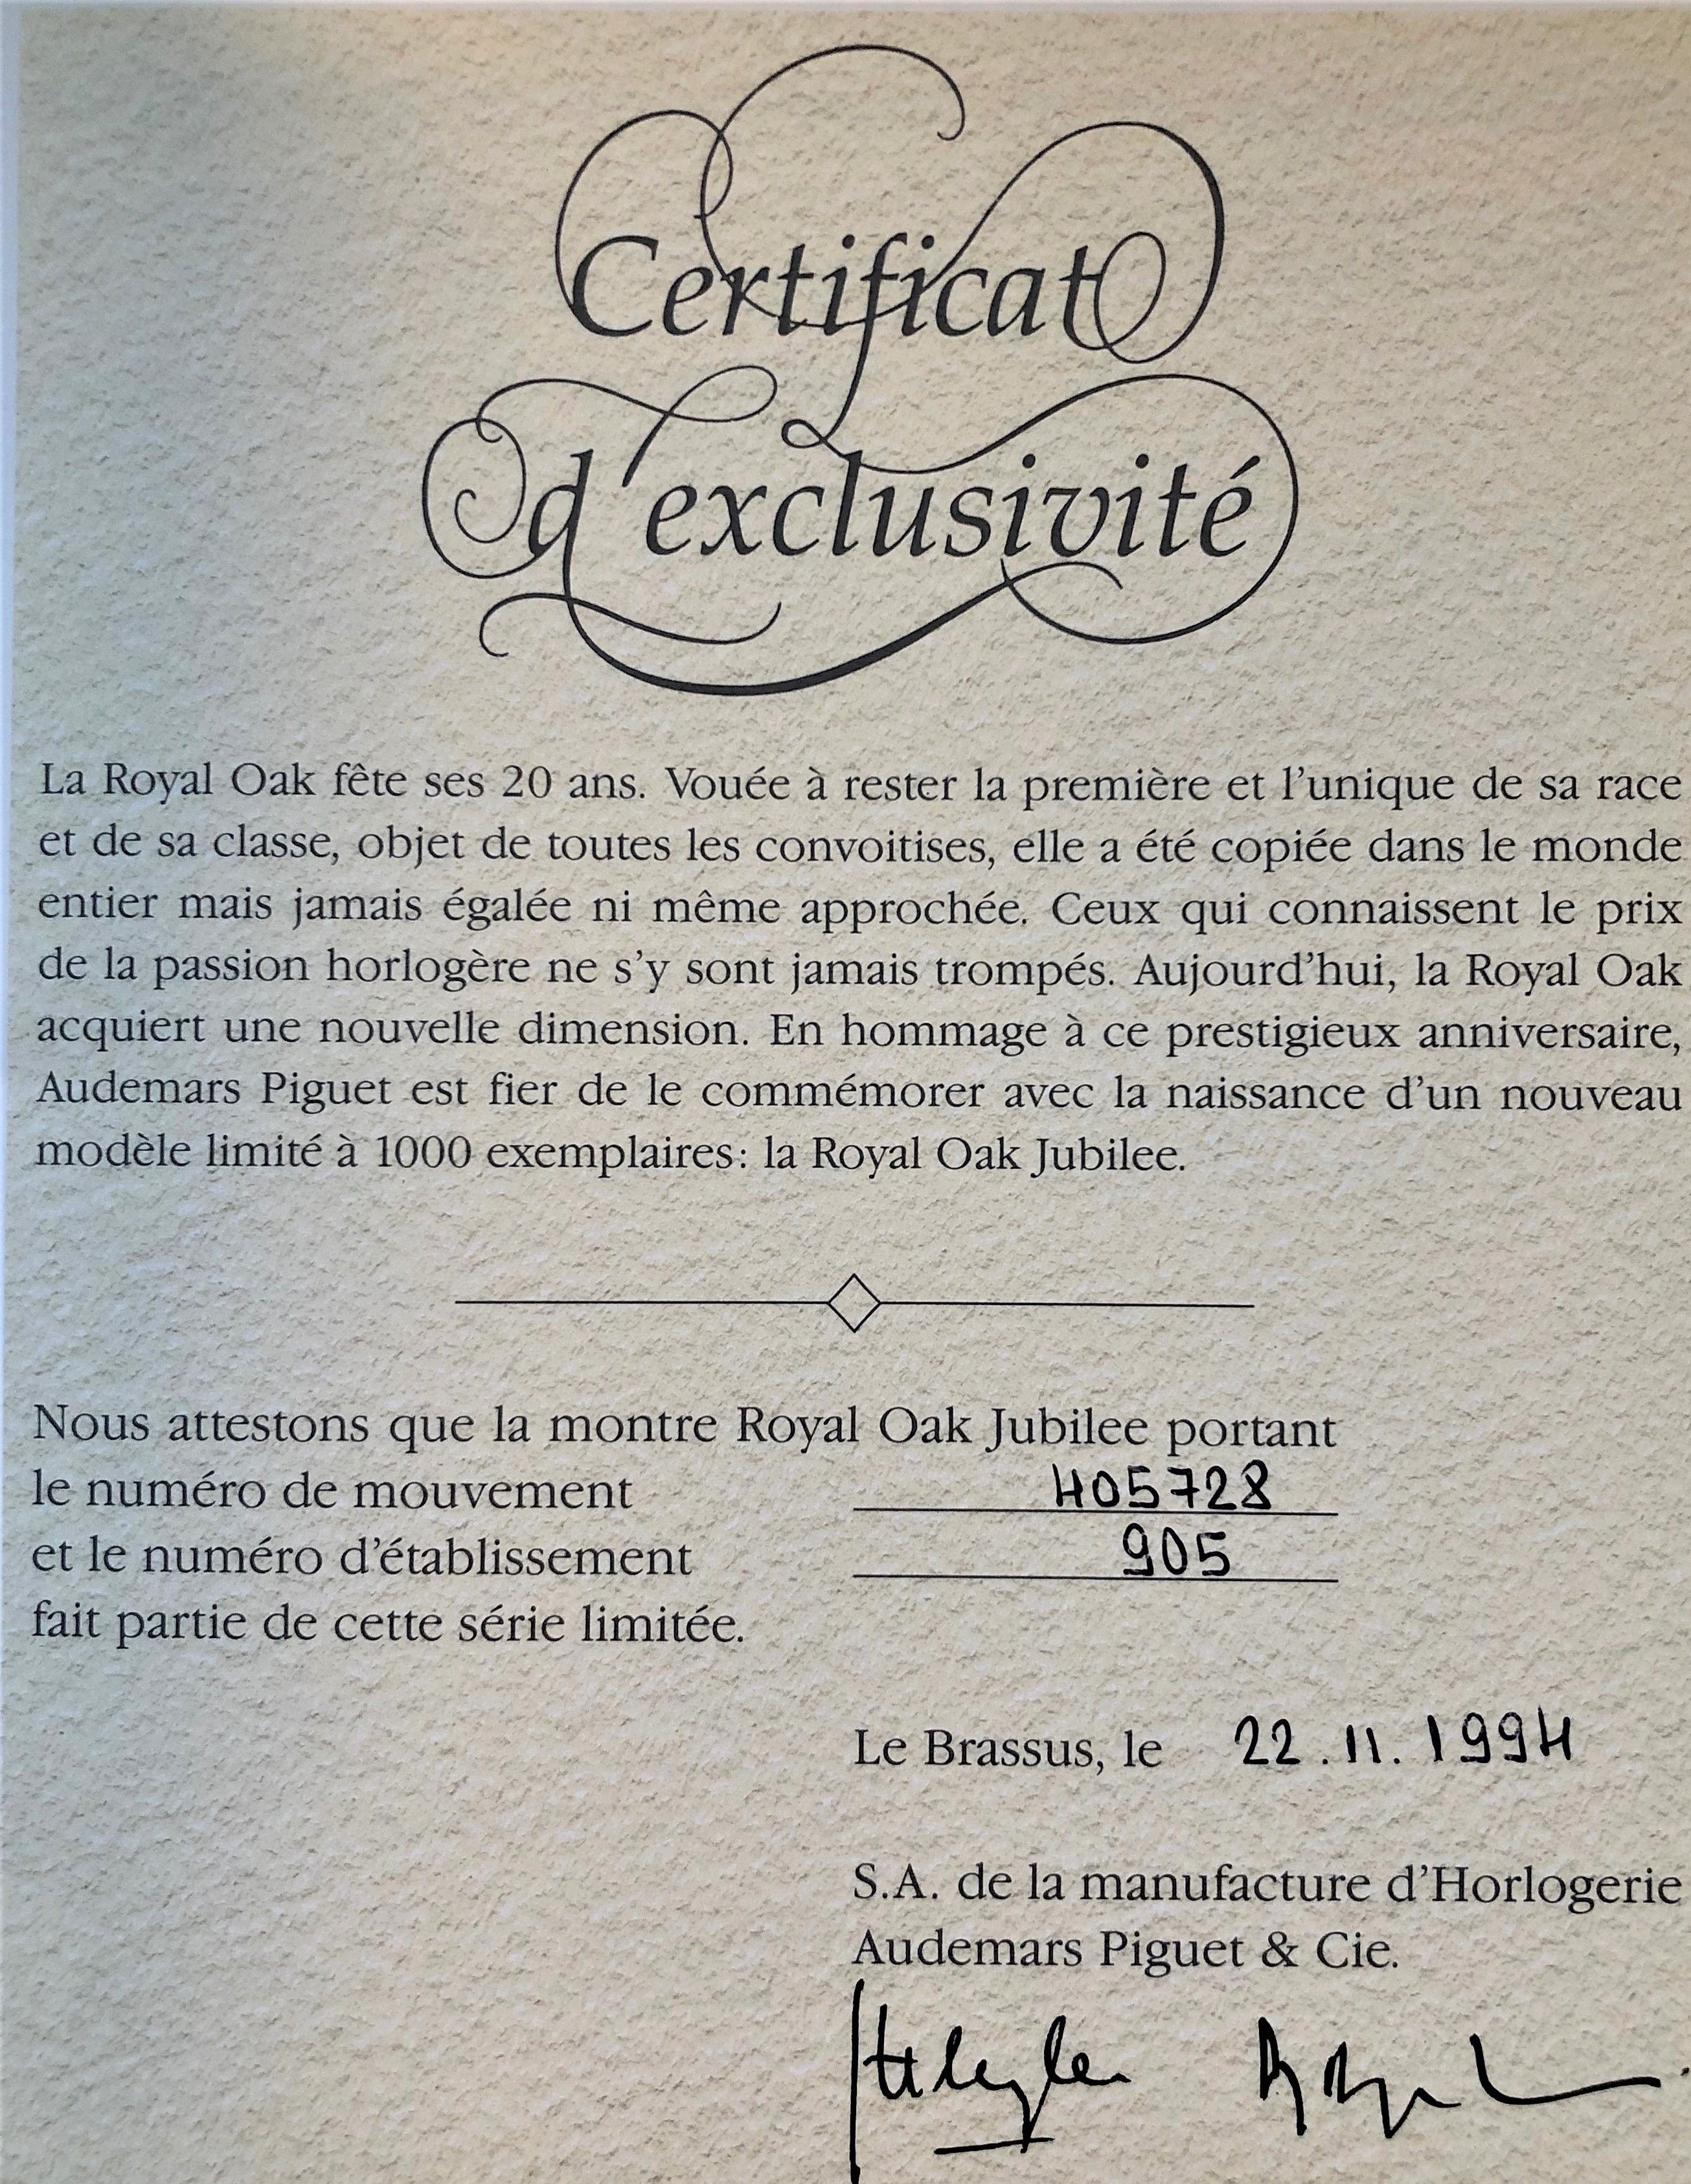 Certificat
d'exclusivité
La Royal Oak fête ses 20 ans. Vouée à rester la première et l'unique de sa race
et de sa classe, objet de toutes les convoitises, elle a été copiée dans le monde
entier mais jamais égalée ni même approchée. Ceux qui connaissent le prix
de la passion horlogère ne s'y sont jamais trompés. Aujourd'hui, la Royal Oak
acquiert une nouvelle dimension. En hommage à ce prestigieux anniversaire,
Audemars Piguet est fier de le commémorer avec la naissance d'un nouveau
modèle limité à 1000 exemplaires: la Royal Oak Jubilee.
Nous attestons que la montre Royal Oak Jubilee portant
le numéro de mouvement 405728
et le numéro d'établissement 905
fait partie de cette série limitée.
Le Brassus, le 22.11.1994
S.A. de la manufacture d'Horlogerie
Audemars Piguet & Cie.